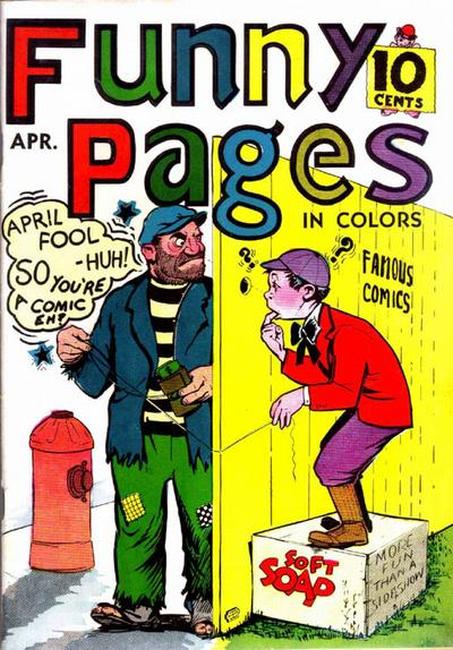 Funny
10
CENTS
APR.
Pages
IN COLORS
APRIL
FOOL
-HUH!
SO YOU'RE
A COMIC
EH?
? ?
FAMOUS
COMICS
SOFT
SOAP
MORE
FUN
THAN A
SIDESHOW